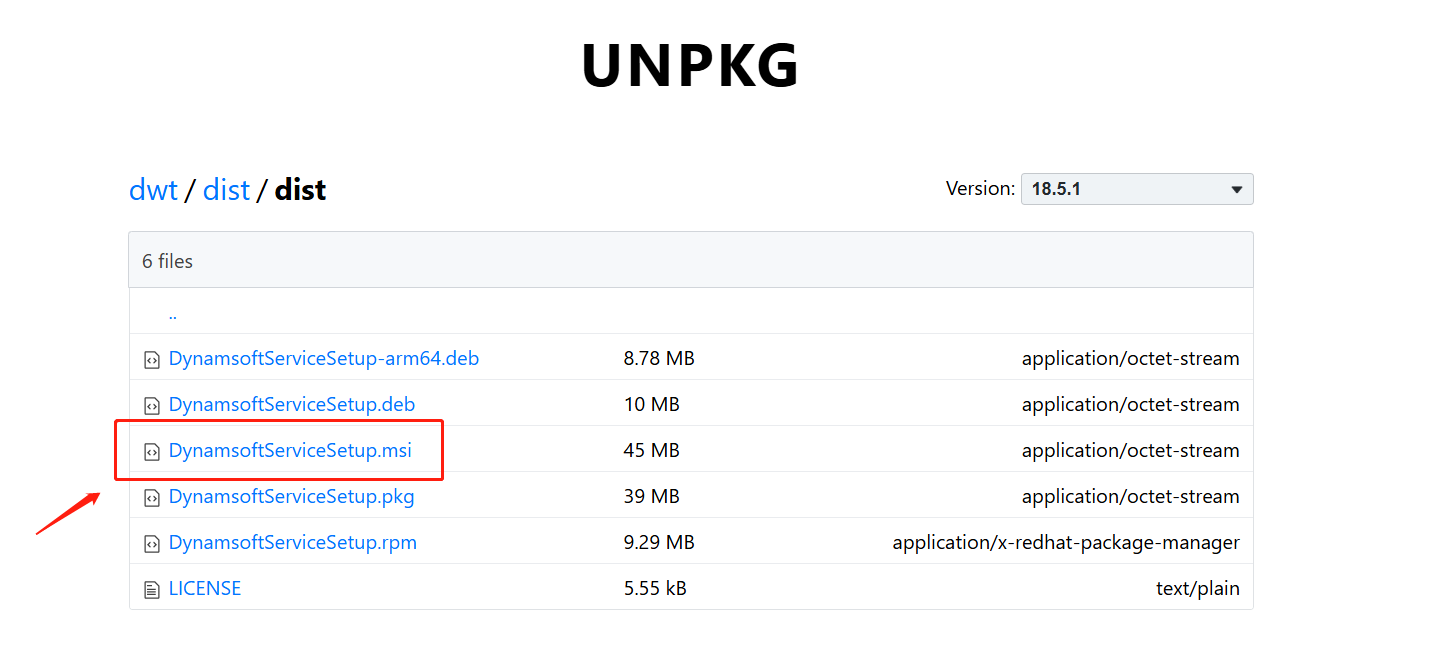 UNPKG
dwt / dist / dist
Version: 18.5.1
6 files
..
DynamsoftServiceSetup-arm64.deb 8.78 MB application/octet-stream
DynamsoftServiceSetup.deb 10 MB application/octet-stream
DynamsoftServiceSetup.msi 45 MB application/octet-stream
DynamsoftServiceSetup.pkg 39 MB application/octet-stream
DynamsoftServiceSetup.rpm 9.29 MB application/x-redhat-package-manager
LICENSE 5.55 kB text/plain